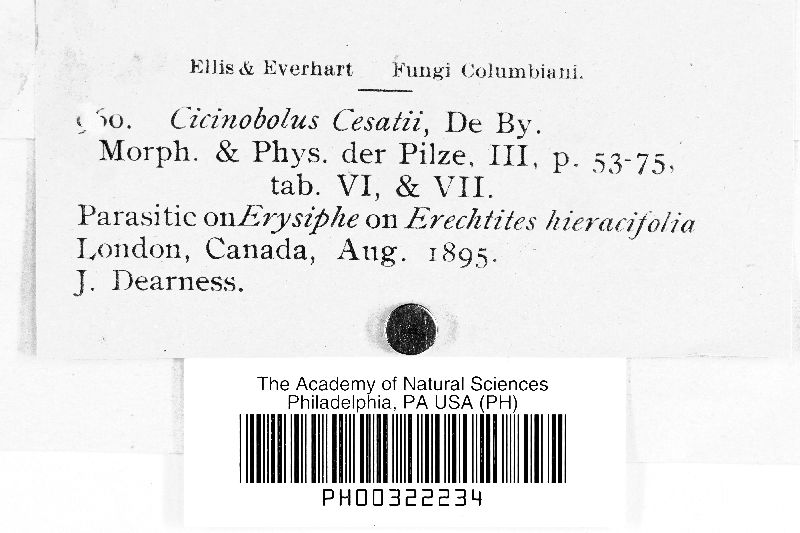 Ellis & Everhart Fungi Columbiani.
Cicinobolus Cesatii, De By.
Morph. & Phys. der Pilze, III, p. 53-75,
tab. VI, & VII.
Parasitic on Erysiphe on Erechtites hieracifolia
London, Canada, Aug. 1895.
J. Dearness.
The Academy of Natural Sciences
Philadelphia, PA USA (PH)
PH00322234